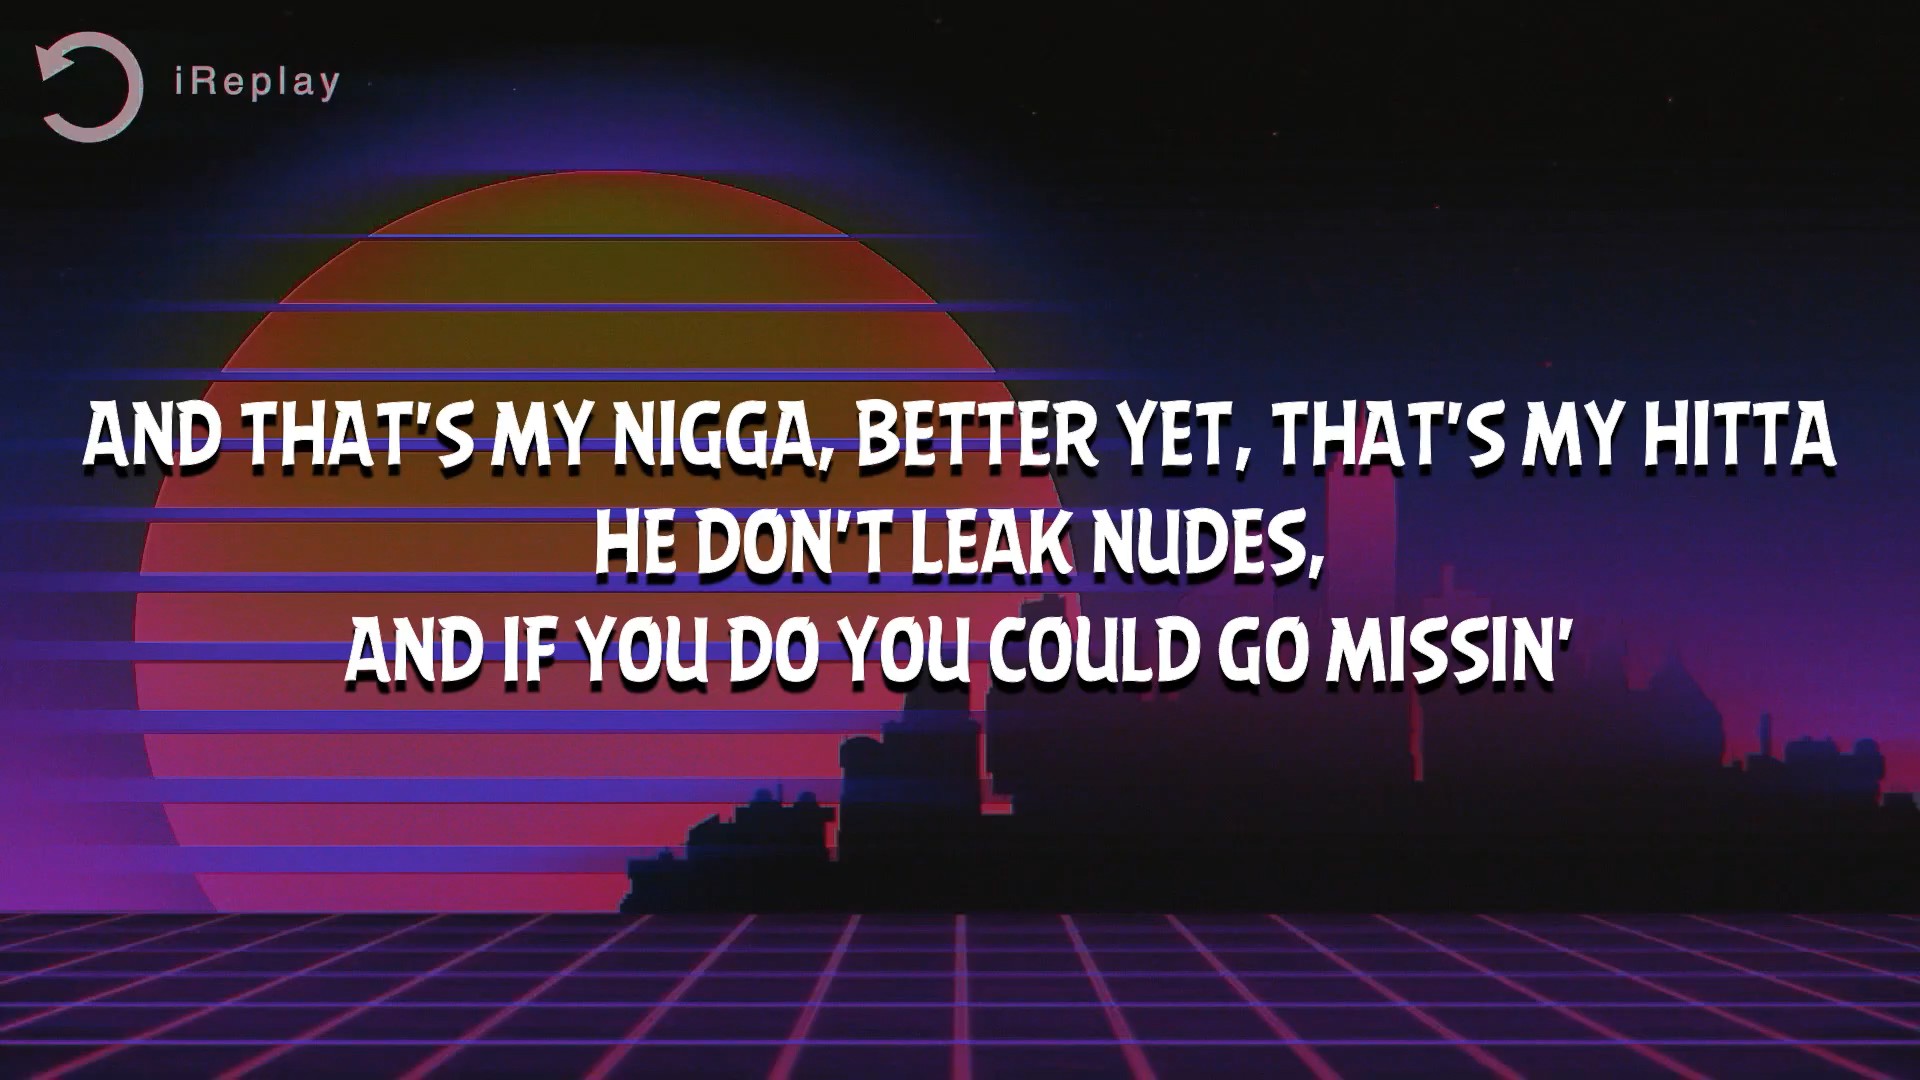 iReplay
AND THAT'S MY NIGGA, BETTER YET, THAT'S MY HITTA
HE DON'T LEAK NUDES,
AND IF YOU DO YOU COULD GO MISSIN'